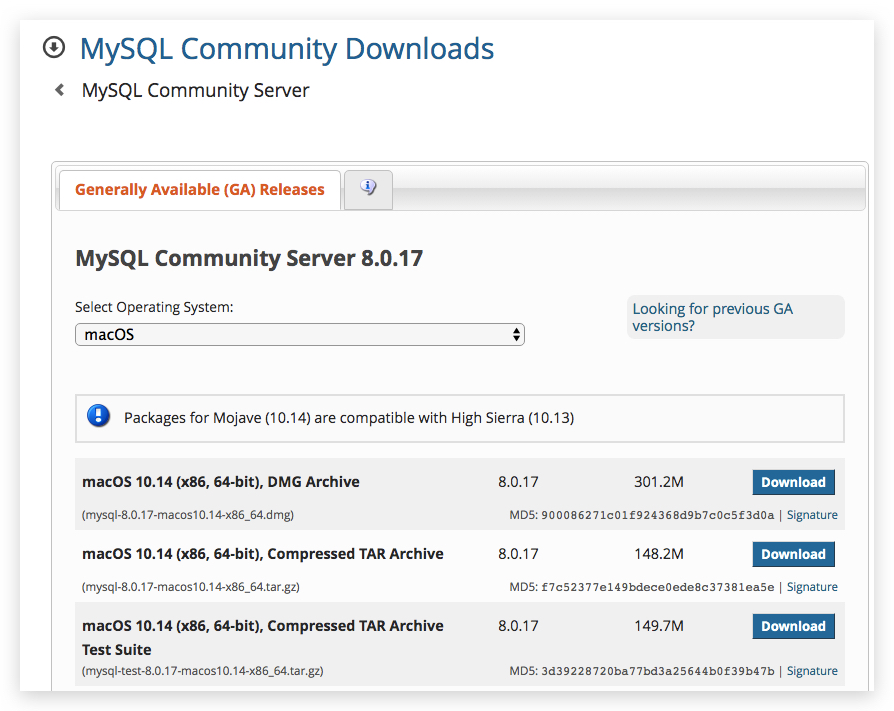 MySQL Community Downloads
MySQL Community Server
Generally Available (GA) Releases
MySQL Community Server 8.0.17
Select Operating System:
macOS
Looking for previous GA
versions?
Packages for Mojave (10.14) are compatible with High Sierra (10.13)
macOS 10.14 (x86, 64-bit), DMG Archive 8.0.17 301.2M Download
(mysql-8.0.17-macos10.14-x86_64.dmg) MD5: 900086271c01f924368d9b7c0c5f3d0a | Signature
macOS 10.14 (x86, 64-bit), Compressed TAR Archive 8.0.17 148.2M Download
(mysql-8.0.17-macos10.14-x86_64.tar.gz) MD5: f7c52377e149bdece0ede8c37381ea5e | Signature
macOS 10.14 (x86, 64-bit), Compressed TAR Archive 8.0.17 149.7M Download
Test Suite
(mysql-test-8.0.17-macos10.14-x86_64.tar.gz) MD5: 3d39228720ba77bd3a25644b0f39b47b | Signature